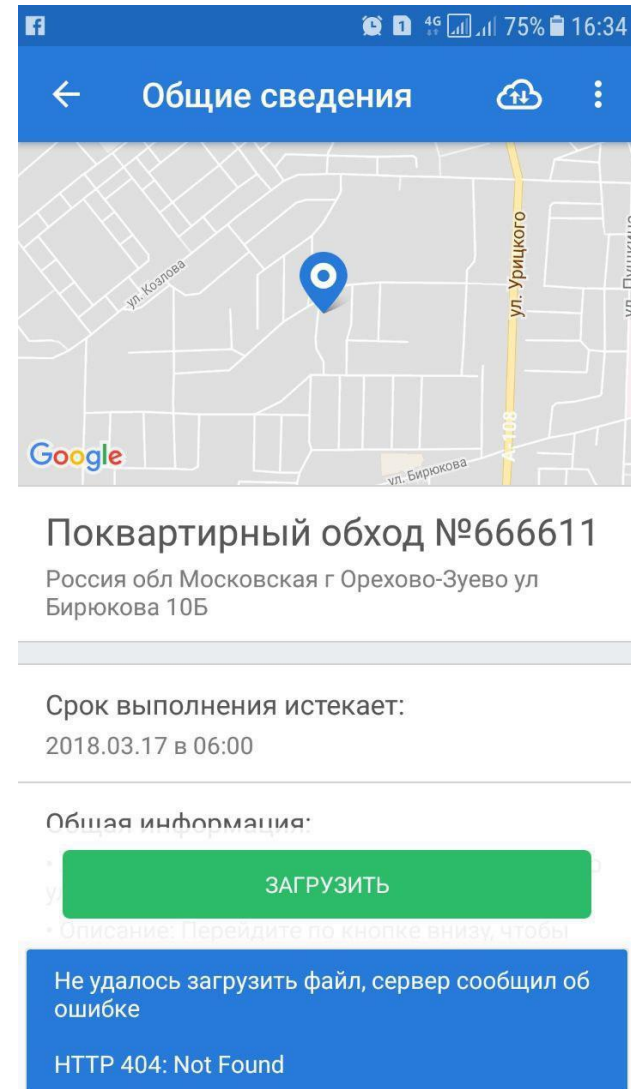 75% 16:34
Общие сведения
ул. Козлова
ул. Урицкого
ул. Пушкина
А-108
ул. Бирюкова
Google
Поквартирный обход №666611
Россия обл Московская г Орехово-Зуево ул
Бирюкова 10Б
Срок выполнения истекает:
2018.03.17 в 06:00
Общая информация:
ЗАГРУЗИТЬ
• Описание: Перейдите по кнопке внизу, чтобы
Не удалось загрузить файл, сервер сообщил об
ошибке
HTTP 404: Not Found